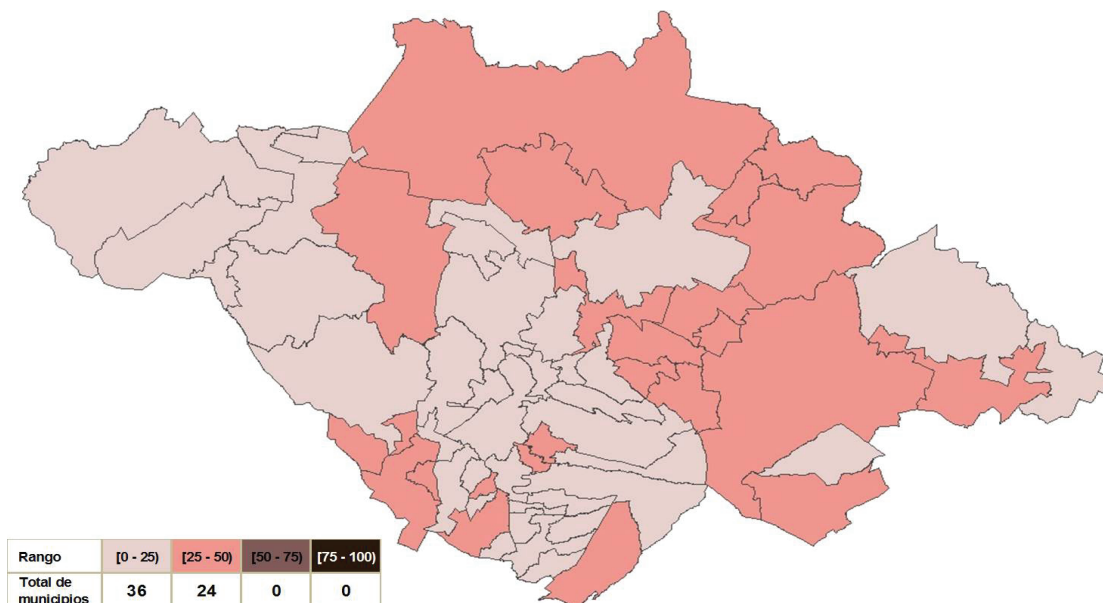 Rango [0 - 25) [25 - 50) [50 - 75) [75 - 100)
Total de
municipios 36 24 0 0